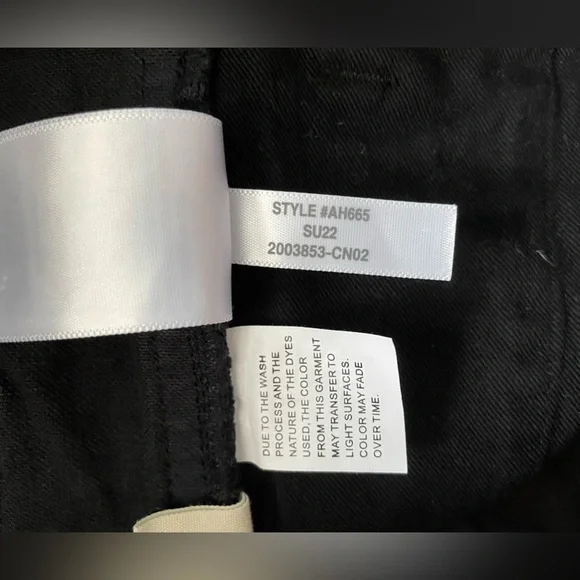 STYLE #AH665
SU22
2003853-CN02
DUE TO THE WASH
PROCESS AND THE
NATURE OF THE DYES
USED, THE COLOR
FROM THIS GARMENT
MAY TRANSFER TO
LIGHT SURFACES.
COLOR MAY FADE
OVER TIME.